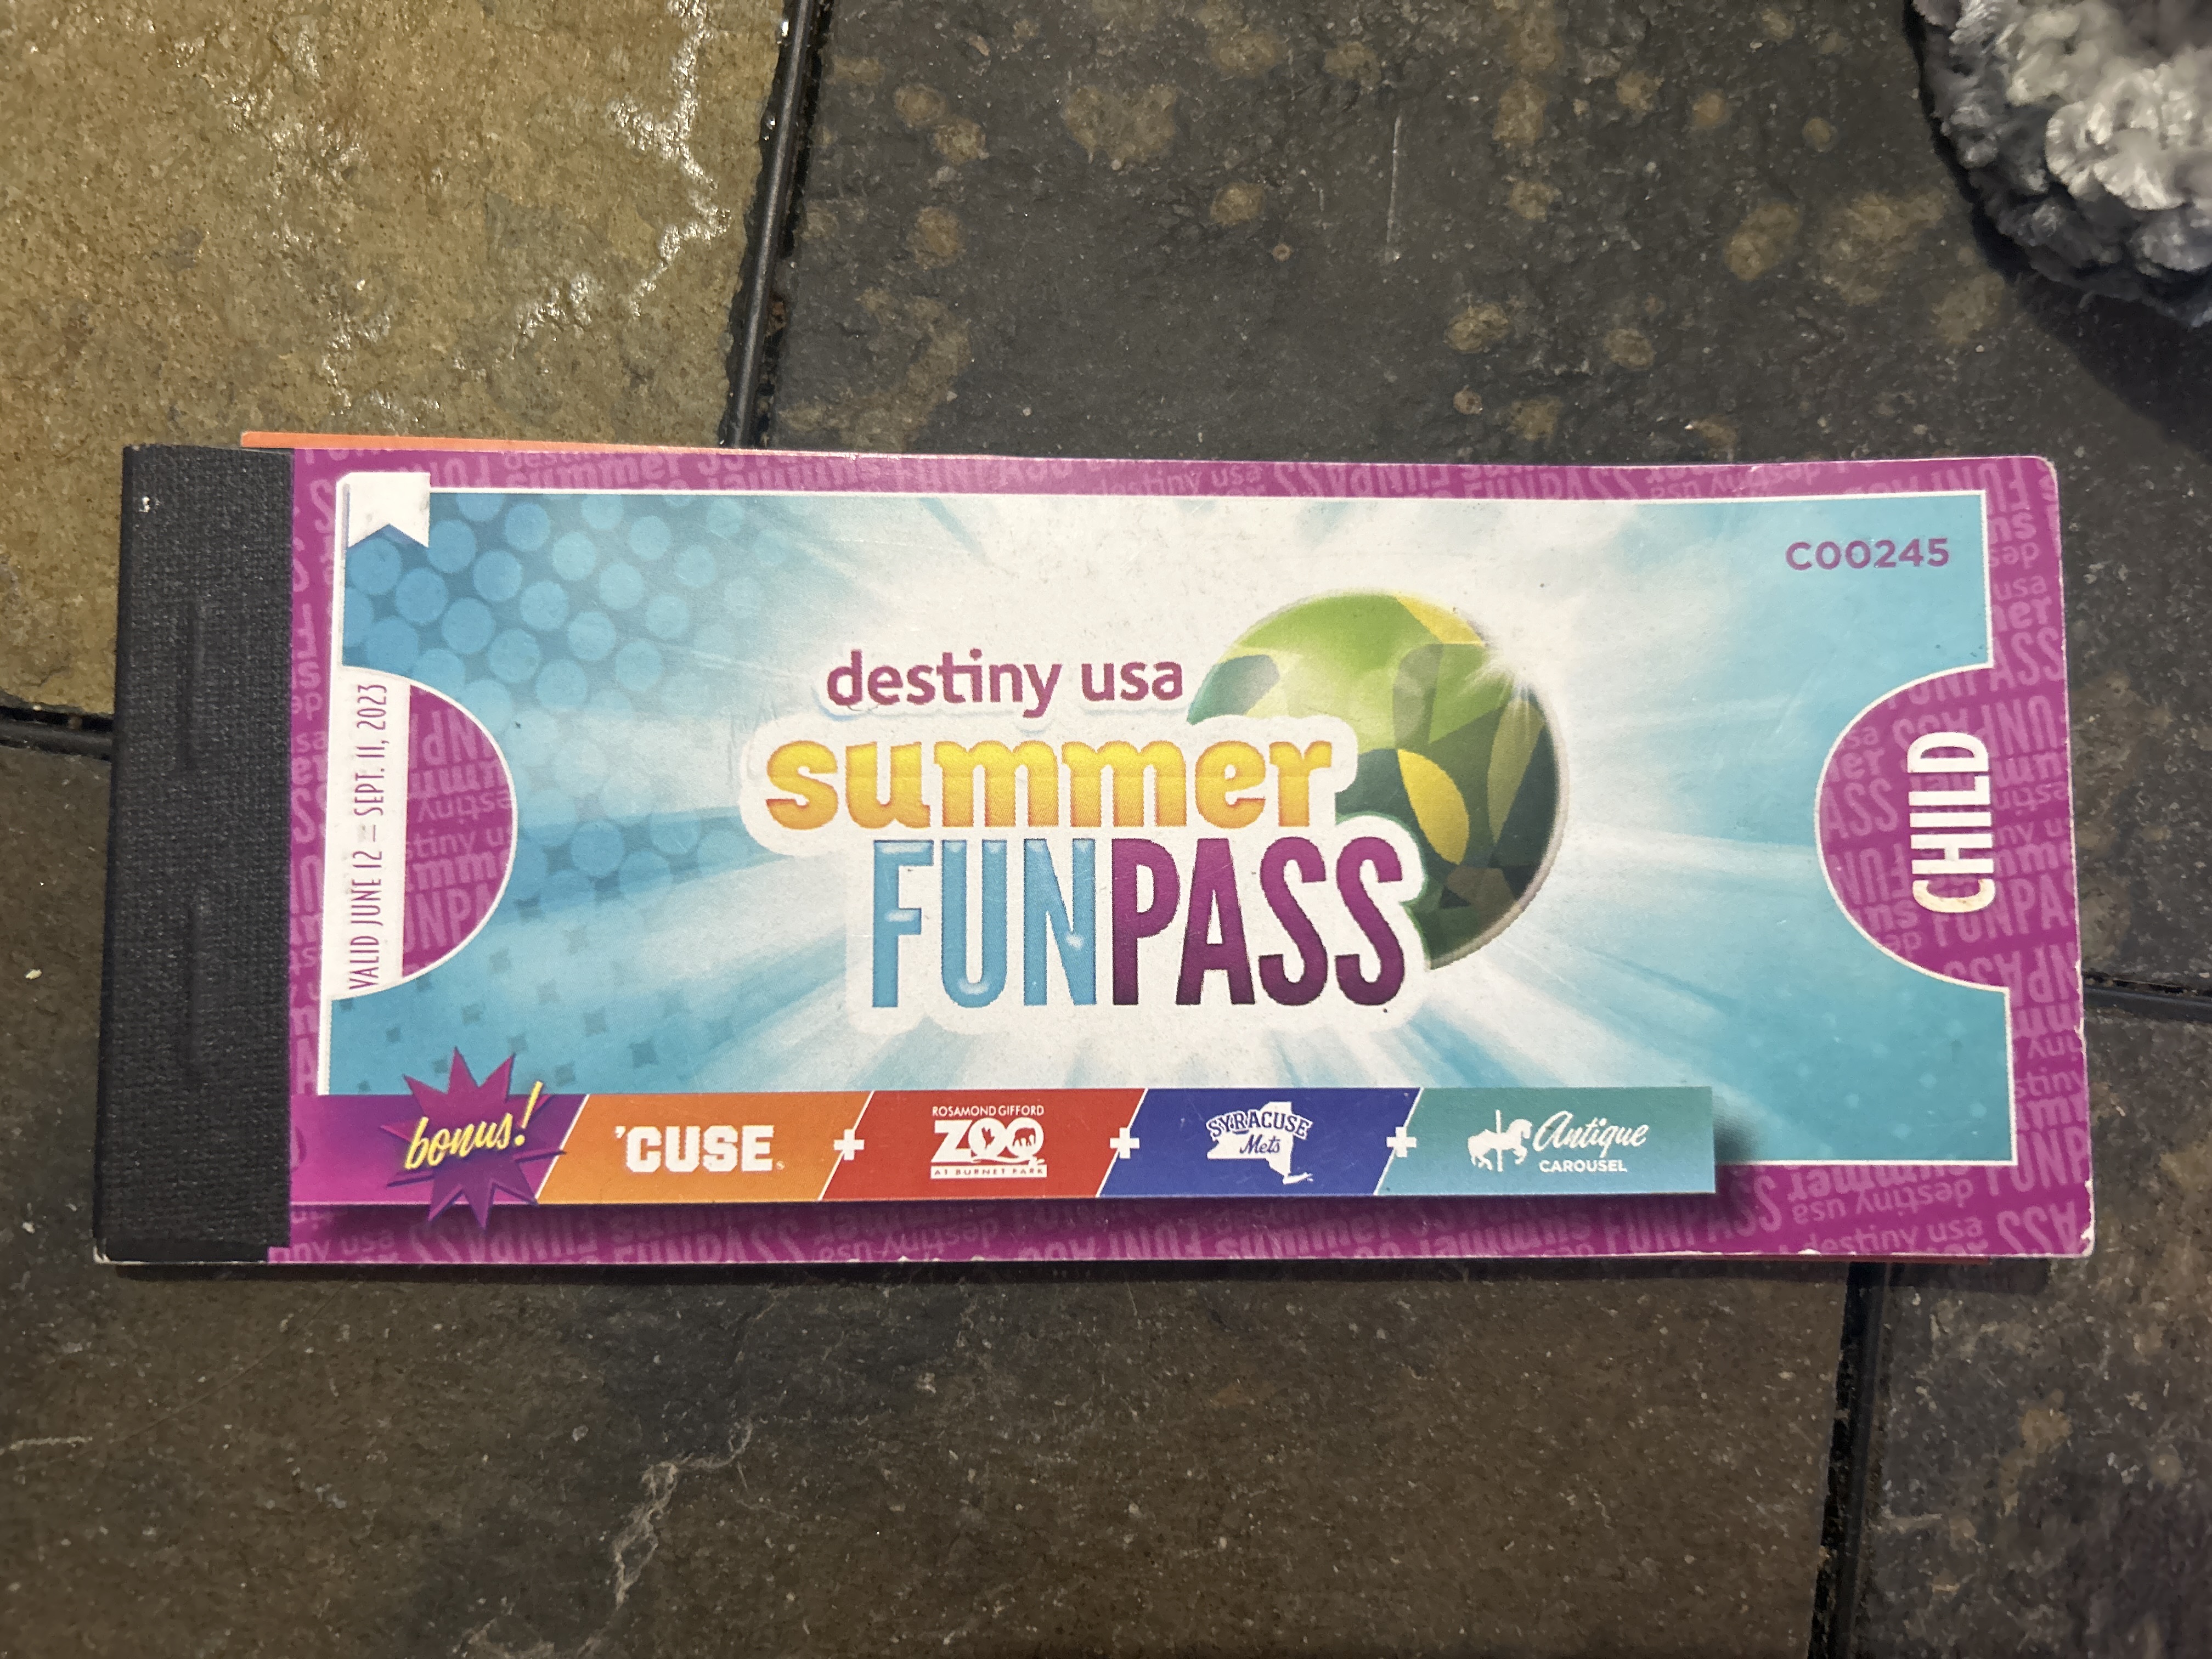 C00245
destiny usa
summer
FUNPASS
VALID JUNE 12 – SEPT. 11, 2023
CHILD
bonus!
'CUSE
+
ROSAMOND GIFFORD
ZOO
AT BURNET PARK
+
SYRACUSE
Mets
+
Antique
CAROUSEL